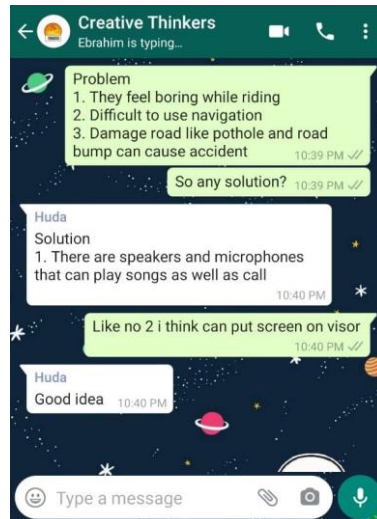 Creative Thinkers
Ebrahim is typing...
Problem
1. They feel boring while riding
2. Difficult to use navigation
3. Damage road like pothole and road
bump can cause accident
10:39 PM
So any solution? 10:39 PM
Huda
Solution
1. There are speakers and microphones
that can play songs as well as call
10:40 PM
Like no 2 i think can put screen on visor
10:40 PM
Huda
Good idea 10:40 PM
Type a message